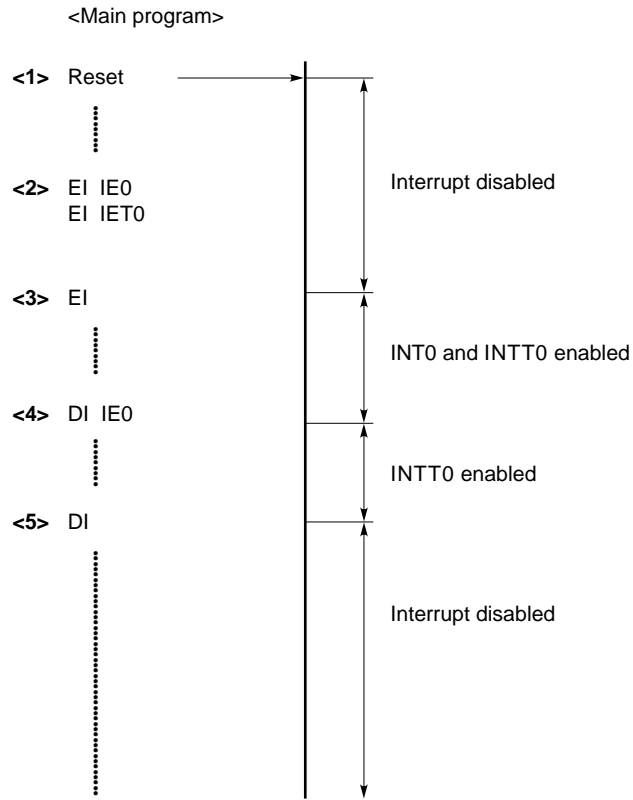 <Main program>
<1> Reset
<2> EI IE0
EI IET0
Interrupt disabled
<3> EI
INT0 and INTT0 enabled
<4> DI IE0
INTT0 enabled
<5> DI
Interrupt disabled